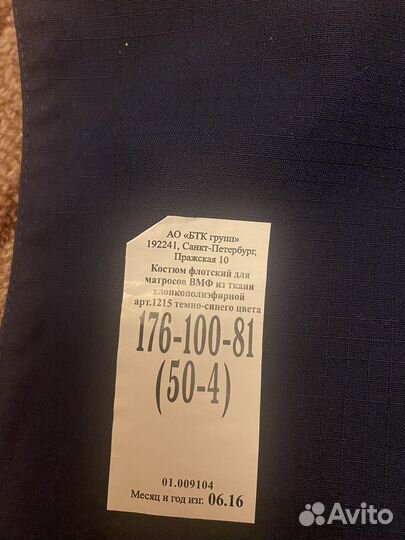 АО «БТК групп»
192241, Санкт-Петербург,
Пражская 10
Костюм флотский для
матросов ВМФ из ткани
хлопкополиэфирной
арт.1215 темно-синего цвета
176-100-81
(50-4)
01.009104
Месяц и год изг. 06.16
Avito